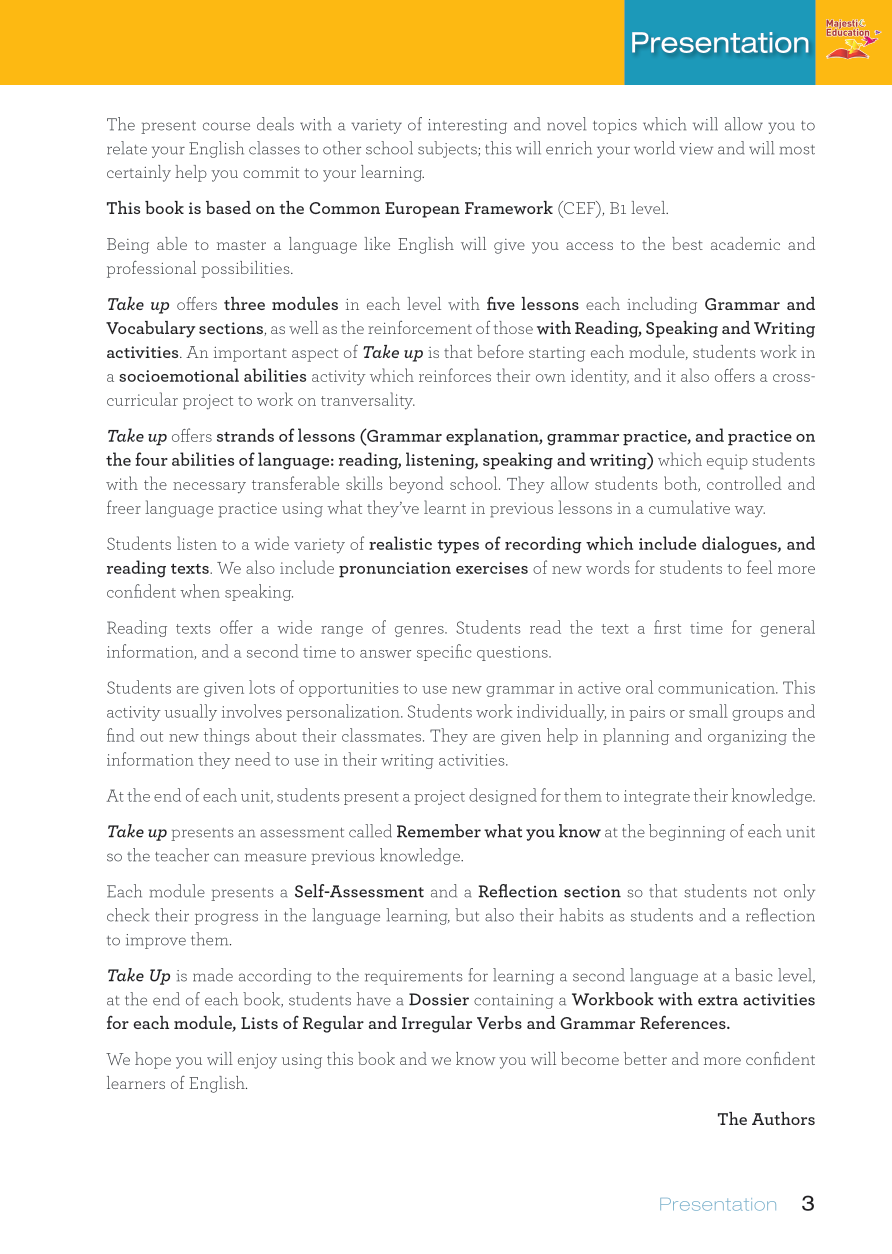 Presentation
Majestic
Education
The present course deals with a variety of interesting and novel topics which will allow you to
relate your English classes to other school subjects; this will enrich your world view and will most
certainly help you commit to your learning.
This book is based on the Common European Framework (CEF), B1 level.
Being able to master a language like English will give you access to the best academic and
professional possibilities.
Take up offers three modules in each level with five lessons each including Grammar and
Vocabulary sections, as well as the reinforcement of those with Reading, Speaking and Writing
activities. An important aspect of Take up is that before starting each module, students work in
a socioemotional abilities activity which reinforces their own identity, and it also offers a cross-
curricular project to work on tranversality.
Take up offers strands of lessons (Grammar explanation, grammar practice, and practice on
the four abilities of language: reading, listening, speaking and writing) which equip students
with the necessary transferable skills beyond school. They allow students both, controlled and
freer language practice using what they've learnt in previous lessons in a cumulative way.
Students listen to a wide variety of realistic types of recording which include dialogues, and
reading texts. We also include pronunciation exercises of new words for students to feel more
confident when speaking.
Reading texts offer a wide range of genres. Students read the text a first time for general
information, and a second time to answer specific questions.
Students are given lots of opportunities to use new grammar in active oral communication. This
activity usually involves personalization. Students work individually, in pairs or small groups and
find out new things about their classmates. They are given help in planning and organizing the
information they need to use in their writing activities.
At the end of each unit, students present a project designed for them to integrate their knowledge.
Take up presents an assessment called Remember what you know at the beginning of each unit
so the teacher can measure previous knowledge.
Each module presents a Self-Assessment and a Reflection section so that students not only
check their progress in the language learning, but also their habits as students and a reflection
to improve them.
Take Up is made according to the requirements for learning a second language at a basic level,
at the end of each book, students have a Dossier containing a Workbook with extra activities
for each module, Lists of Regular and Irregular Verbs and Grammar References.
We hope you will enjoy using this book and we know you will become better and more confident
learners of English.
The Authors
Presentation 3